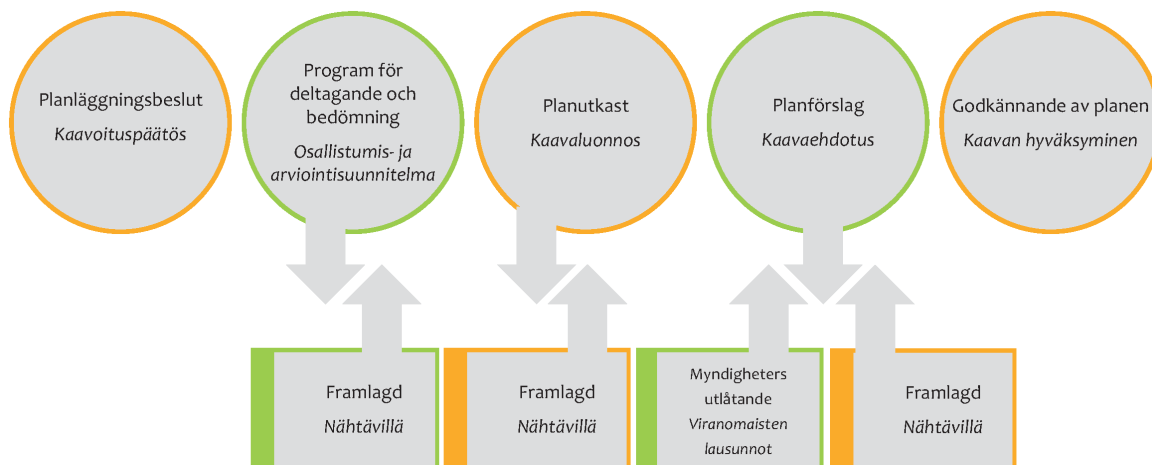 Planläggningsbeslut
Kaavoituspäätös
Program för
deltagande och
bedömning
Osallistumis- ja
arviointisuunnitelma
Planutkast
Kaavaluonnos
Planförslag
Kaavaehdotus
Godkännande av planen
Kaavan hyväksyminen
Framlagd
Nähtävillä
Framlagd
Nähtävillä
Myndigheters
utlåtande
Viranomaisten
lausunnot
Framlagd
Nähtävillä